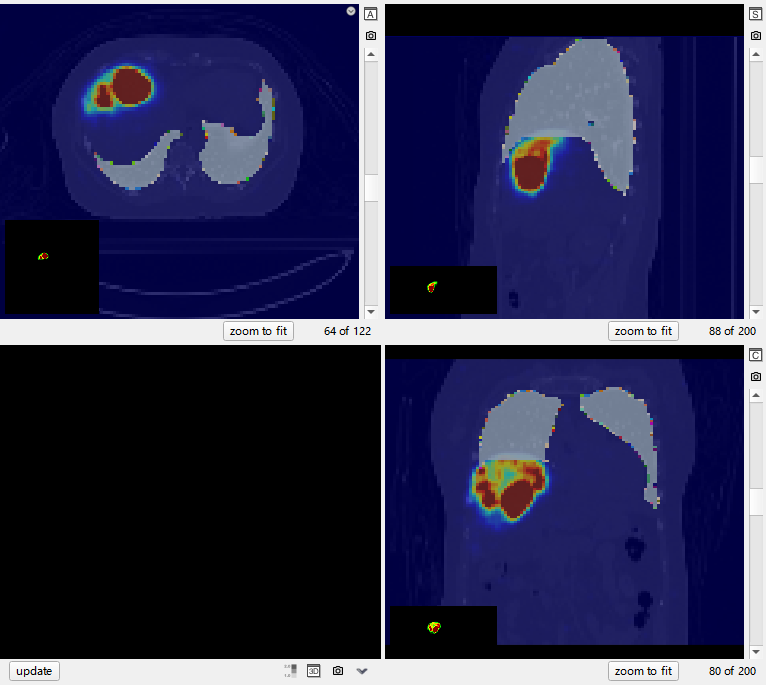 A
S
zoom to fit 64 of 122
zoom to fit 88 of 200
C
update 3D
zoom to fit 80 of 200